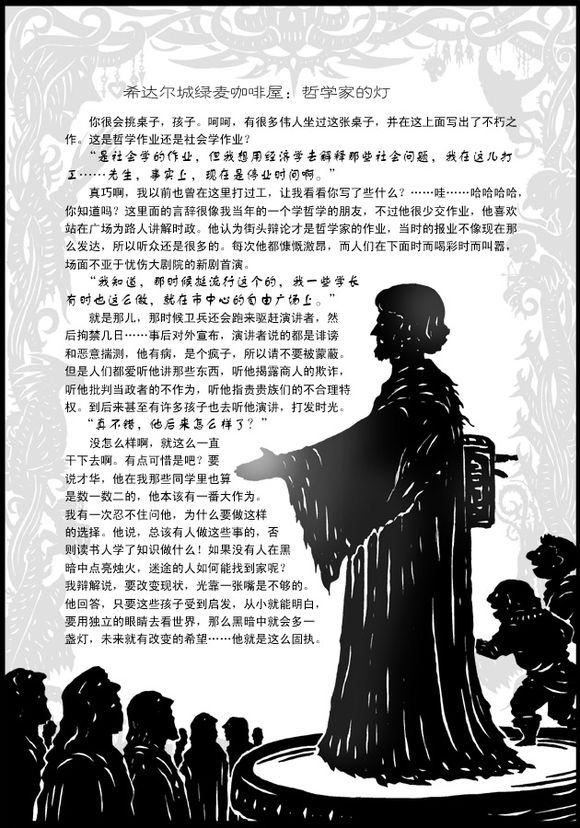 希达尔城绿麦咖啡屋：哲学家的灯
你很会挑桌子，孩子。呵呵，有很多伟人坐过这张桌子，并在这上面写出了不朽之
作。这是哲学作业还是社会学作业？
“是社会学的作业，但我想用经济学去解释那些社会问题，我在这儿打
工……先生，事实上，现在是停业时间啊。”
真巧啊，我以前也曾在这里打过工，让我看看你写了些什么？……哇……哈哈哈哈，
你知道吗？这里面的言辞很像我当年的一个学哲学的朋友，不过他很少交作业，他喜欢
站在广场为路人讲解时政。他认为街头辩论才是哲学家的作业，当时的报业不像现在那
么发达，所以听众还是很多的。每次他都慷慨激昂，而人们在下面时而喝彩时而叫嚣，
场面不亚于忧伤大剧院的新剧首演。
“我知道，那时候挺流行这个的，我一些学长
有时也这么做，就在市中心的自由广场上。”
就是那儿，那时候卫兵还会跑来驱赶演讲者，然
后拘禁几日……事后对外宣布，演讲者说的都是诽谤
和恶意揣测，他有病，是个疯子，所以请不要被蒙蔽。
但是人们都爱听他讲那些东西，听他揭露商人的欺诈，
听他批判当政者的不作为，听他指责贵族们的不合理特
权。到后来甚至有许多孩子也去听他演讲，打发时光。
“真不错，他后来怎么样了？”
没怎么样啊，就这么一直
干下去啊。有点可惜是吧？要
说才华，他在我那些同学里也算
是数一数二的，他本该有一番大作为。
我有一次忍不住问他，为什么要做这样
的选择。他说，总该有人做这些事的，否
则读书人学了知识做什么！如果没有人在黑
暗中点亮烛火，迷途的人如何能找到家呢？
我辩解说，要改变现状，光靠一张嘴是不够的。
他回答，只要这些孩子受到启发，从小就能明白，
要用独立的眼睛去看世界，那么黑暗中就会多一
盏灯，未来就有改变的希望……他就是这么固执。